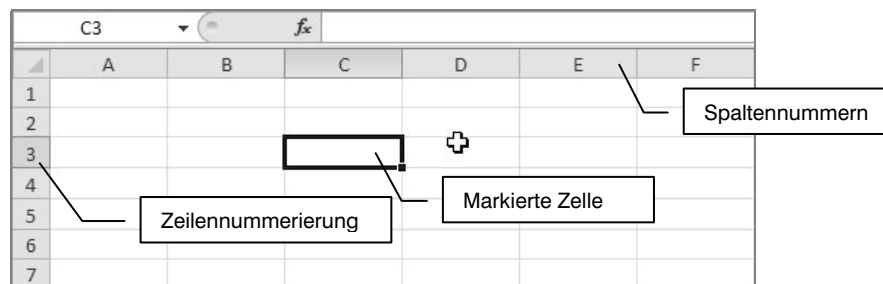 C3 fx
A B C D E F
1
2
3
4
5
6
7
Spaltennummern
Markierte Zelle
Zeilennummerierung